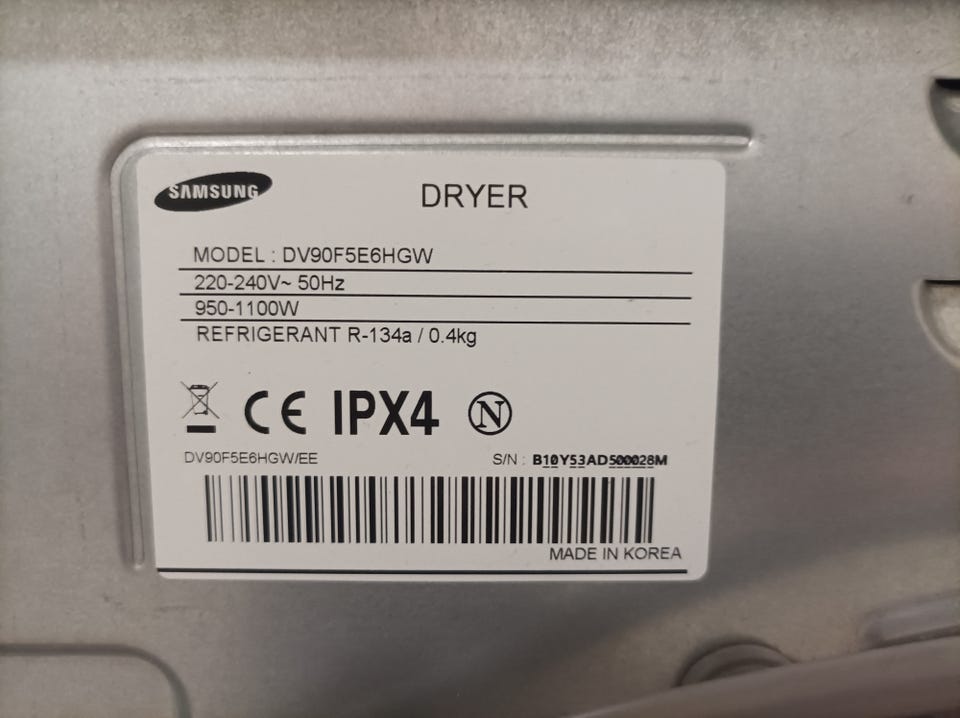 SAMSUNG
DRYER
MODEL : DV90F5E6HGW
220-240V~ 50Hz
950-1100W
REFRIGERANT R-134a / 0.4kg
CE IPX4 N
DV90F5E6HGW/EE
S/N : B10Y53AD500028M
MADE IN KOREA